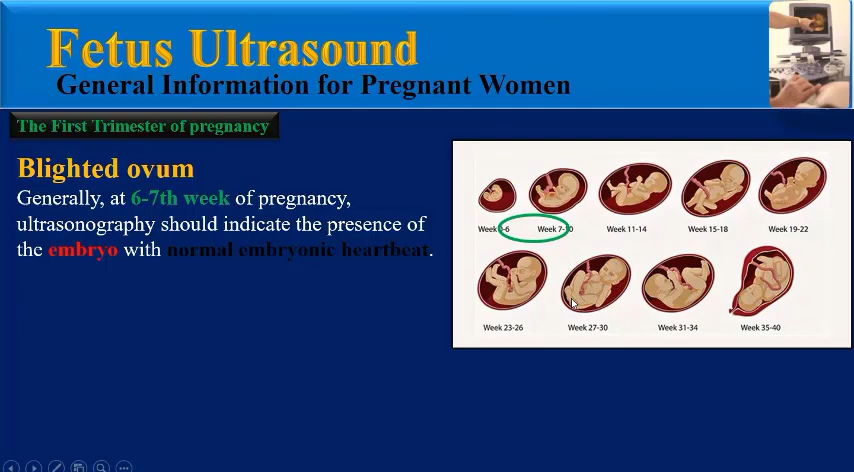 Fetus Ultrasound
General Information for Pregnant Women
The First Trimester of pregnancy
Blighted ovum
Generally, at 6-7th week of pregnancy,
ultrasonography should indicate the presence of
the embryo with normal embryonic heartbeat.
Week -6 Week 7-10 Week 11-14 Week 15-18 Week 19-22
Week 23-26 Week 27-30 Week 31-34 Week 35-40